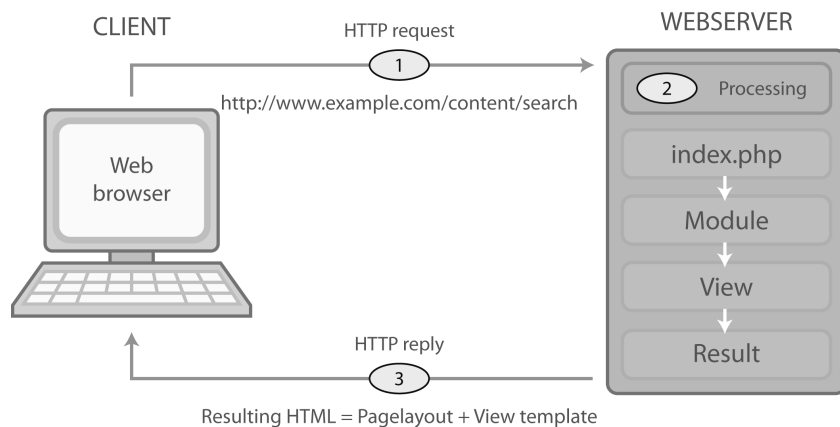 CLIENT
HTTP request
WEBSERVER
1
http://www.example.com/content/search
2 Processing
Web
browser
index.php
Module
View
Result
HTTP reply
3
Resulting HTML = Pagelayout + View template